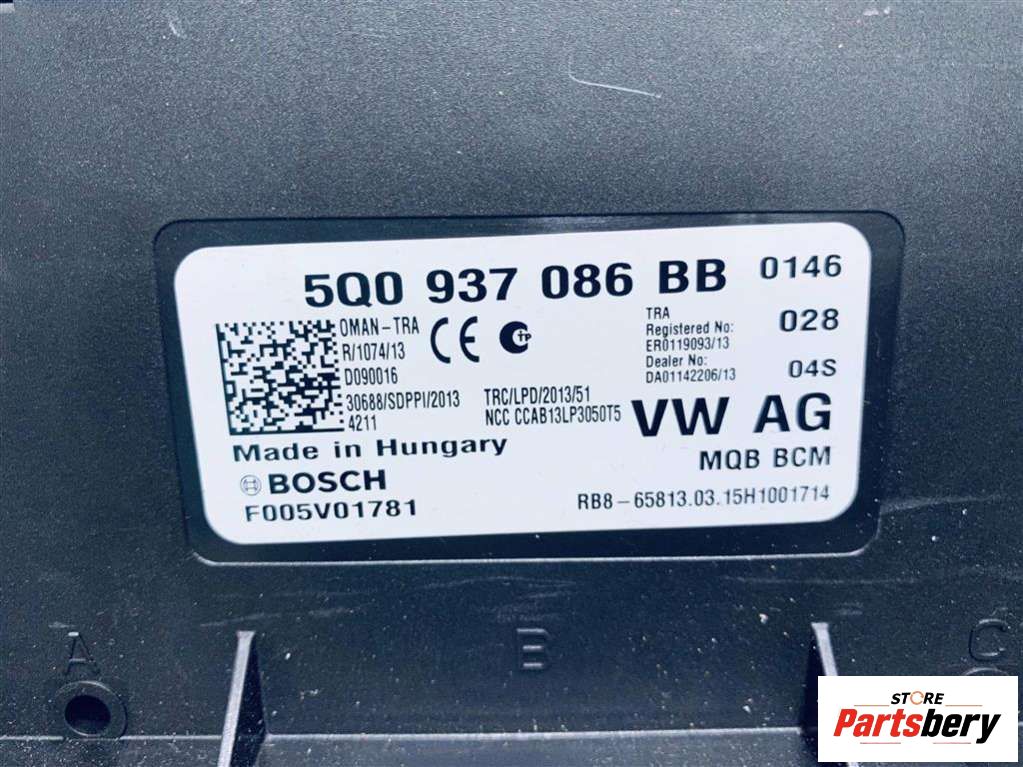 5Q0 937 086 BB 0146
OMAN-TRA
R/1074/13
D090016
30688/SDPPI/2013
4211
CE
TP
TRC/LPD/2013/51
NCC CCAB13LP3050T5
TRA
Registered No:
ER0119093/13
Dealer No:
DA01142206/13
028
04S
VW AG
Made in Hungary
BOSCH
F005V01781
MQB BCM
RB8-65813.03.15H1001714
A
B
C
STORE
Partsbery